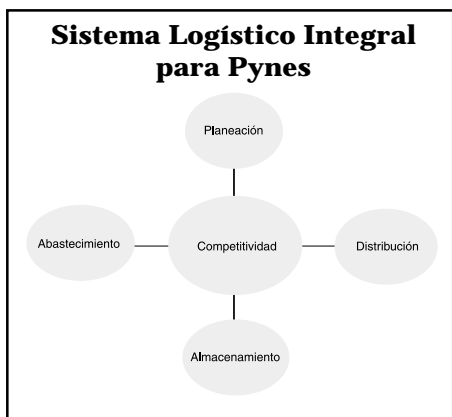 Sistema Logístico Integral
para Pynes
Planeación
Abastecimiento
Competitividad
Distribución
Almacenamiento